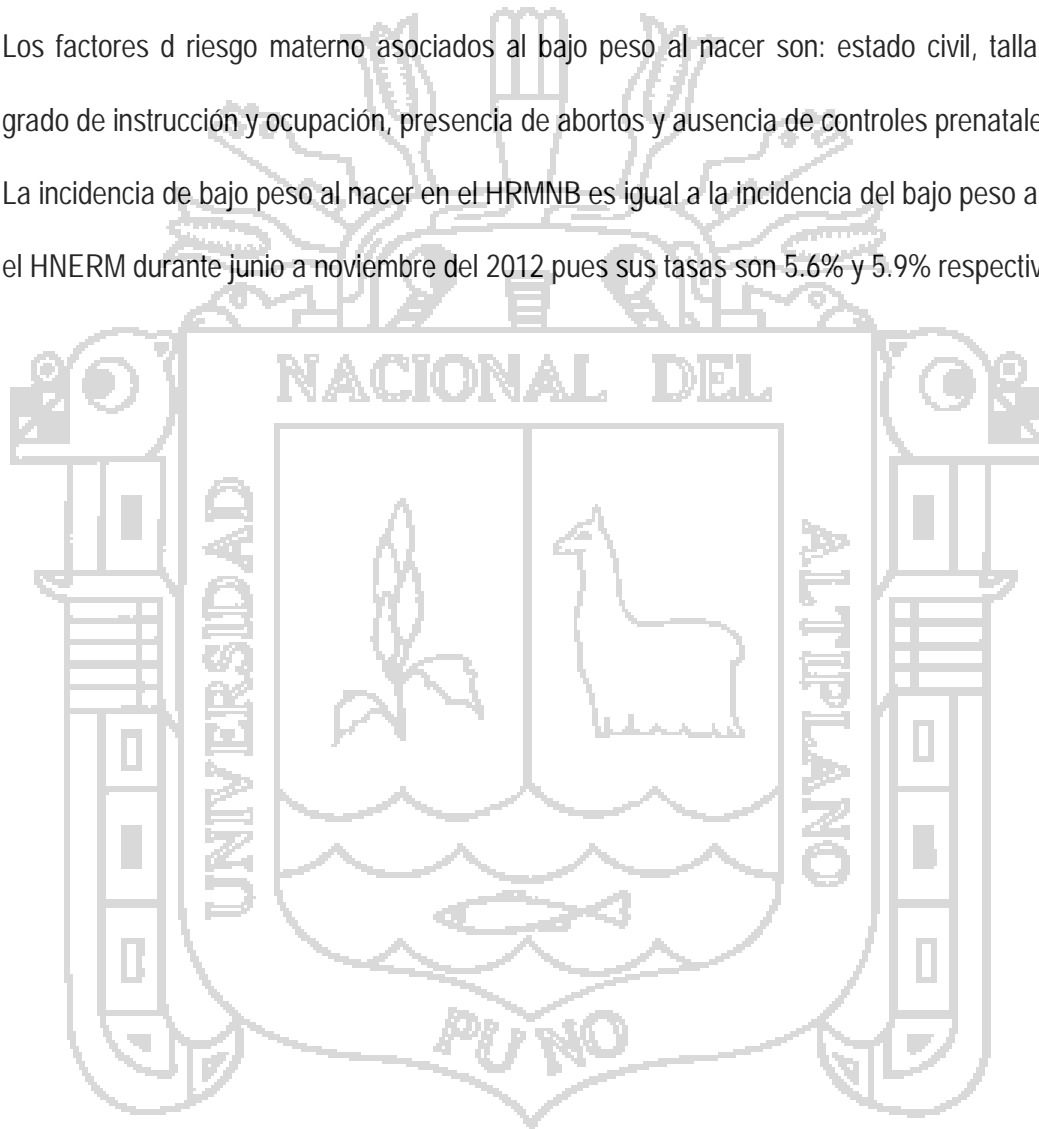 Los factores d riesgo materno asociados al bajo peso al nacer son: estado civil, talla
grado de instrucción y ocupación, presencia de abortos y ausencia de controles prenatale
La incidencia de bajo peso al nacer en el HRMNB es igual a la incidencia del bajo peso a
el HNERM durante junio a noviembre del 2012 pues sus tasas son 5.6% y 5.9% respectiv
NACIONAL DEL
UNIVERSIDAD
ALTIPLANO
PUNO